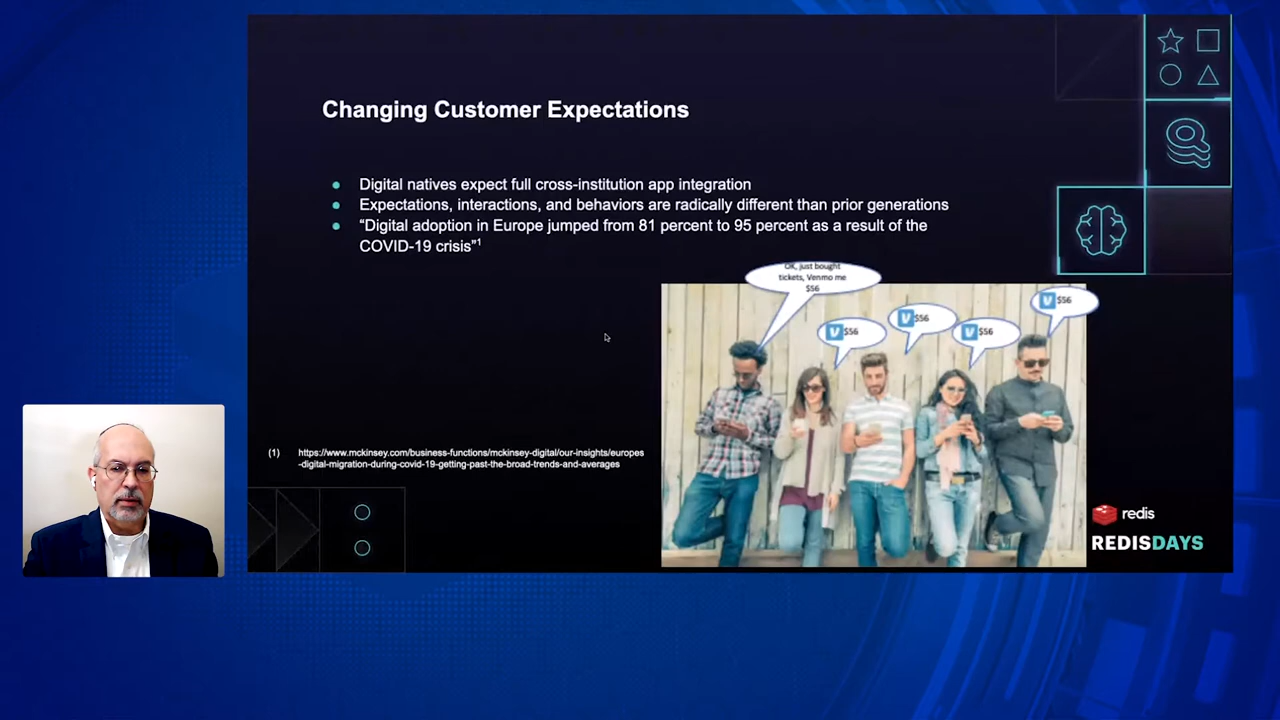 Changing Customer Expectations
● Digital natives expect full cross-institution app integration
● Expectations, interactions, and behaviors are radically different than prior generations
● “Digital adoption in Europe jumped from 81 percent to 95 percent as a result of the
COVID-19 crisis”1
OK, just bought
tickets, Venmo me
$56
V $56
V $56
V $56
V $56
(1) https://www.mckinsey.com/business-functions/mckinsey-digital/our-insights/europes
-digital-migration-during-covid-19-getting-past-the-broad-trends-and-averages
redis
REDISDAYS